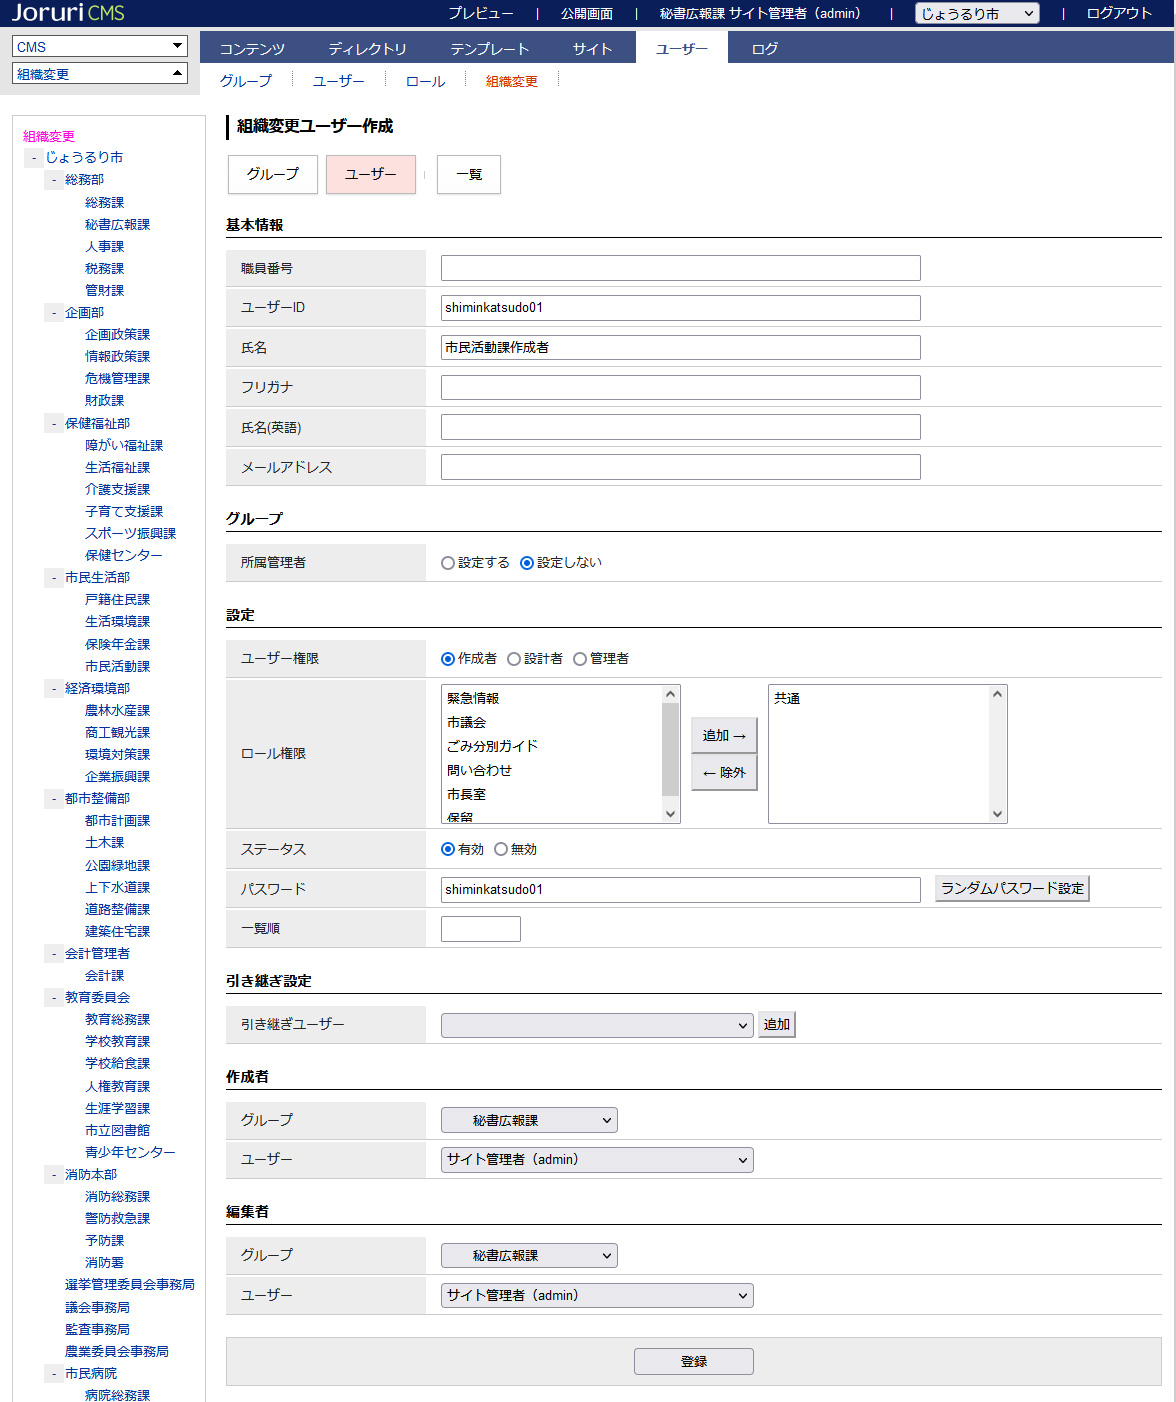 Joruri CMS
プレビュー | 公開画面 | 秘書広報課 サイト管理者（admin） | じょうるり市 | ログアウト
CMS
組織変更
コンテンツ ディレクトリ テンプレート サイト ユーザー ログ
グループ ユーザー ロール 組織変更
組織変更
- じょうるり市
- 総務部
総務課
秘書広報課
人事課
税務課
管財課
- 企画部
企画政策課
情報政策課
危機管理課
財政課
- 保健福祉部
障がい福祉課
生活福祉課
介護支援課
子育て支援課
スポーツ振興課
保健センター
- 市民生活部
戸籍住民課
生活環境課
保険年金課
市民活動課
- 経済環境部
農林水産課
商工観光課
環境対策課
企業振興課
- 都市整備部
都市計画課
土木課
公園緑地課
上下水道課
道路整備課
建築住宅課
- 会計管理者
会計課
- 教育委員会
教育総務課
学校教育課
学校給食課
人権教育課
生涯学習課
市立図書館
青少年センター
- 消防本部
消防総務課
警防救急課
予防課
消防署
選挙管理委員会事務局
議会事務局
監査事務局
農業委員会事務局
- 市民病院
病院総務課
組織変更ユーザー作成
グループ ユーザー 一覧
基本情報
職員番号
ユーザーID shiminkatsudo01
氏名 市民活動課作成者
フリガナ
氏名(英語)
メールアドレス
グループ
所属管理者 設定する 設定しない
設定
ユーザー権限 作成者 設計者 管理者
ロール権限
緊急情報
市議会
ごみ分別ガイド
問い合わせ
市長室
保留
追加 →
← 除外
共通
ステータス 有効 無効
パスワード shiminkatsudo01 ランダムパスワード設定
一覧順
引き継ぎ設定
引き継ぎユーザー 追加
作成者
グループ 秘書広報課
ユーザー サイト管理者（admin）
編集者
グループ 秘書広報課
ユーザー サイト管理者（admin）
登録